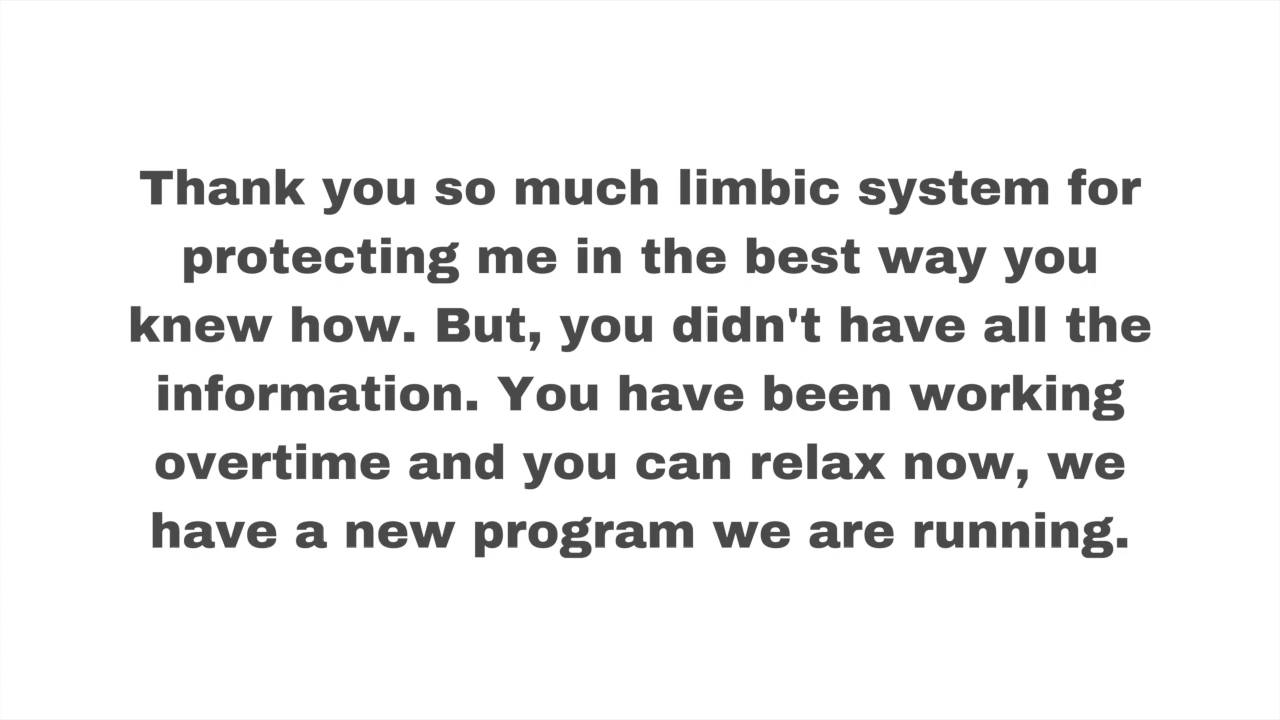 Thank you so much limbic system for
protecting me in the best way you
knew how. But, you didn't have all the
information. You have been working
overtime and you can relax now, we
have a new program we are running.